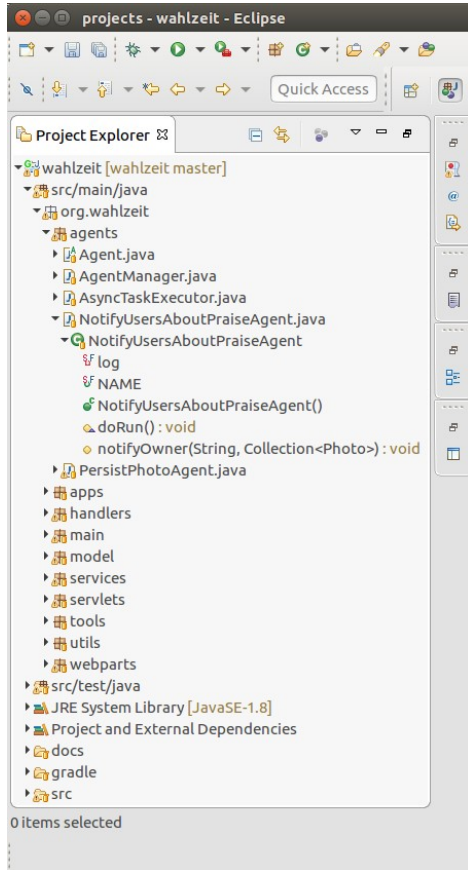 projects - wahlzeit - Eclipse
Quick Access
Project Explorer
wahlzeit [wahlzeit master]
src/main/java
org.wahlzeit
agents
Agent.java
AgentManager.java
AsyncTaskExecutor.java
NotifyUsersAboutPraiseAgent.java
NotifyUsersAboutPraiseAgent
log
NAME
NotifyUsersAboutPraiseAgent()
doRun() : void
notifyOwner(String, Collection<Photo>) : void
PersistPhotoAgent.java
apps
handlers
main
model
services
servlets
tools
utils
webparts
src/test/java
JRE System Library [JavaSE-1.8]
Project and External Dependencies
docs
gradle
src
0 items selected